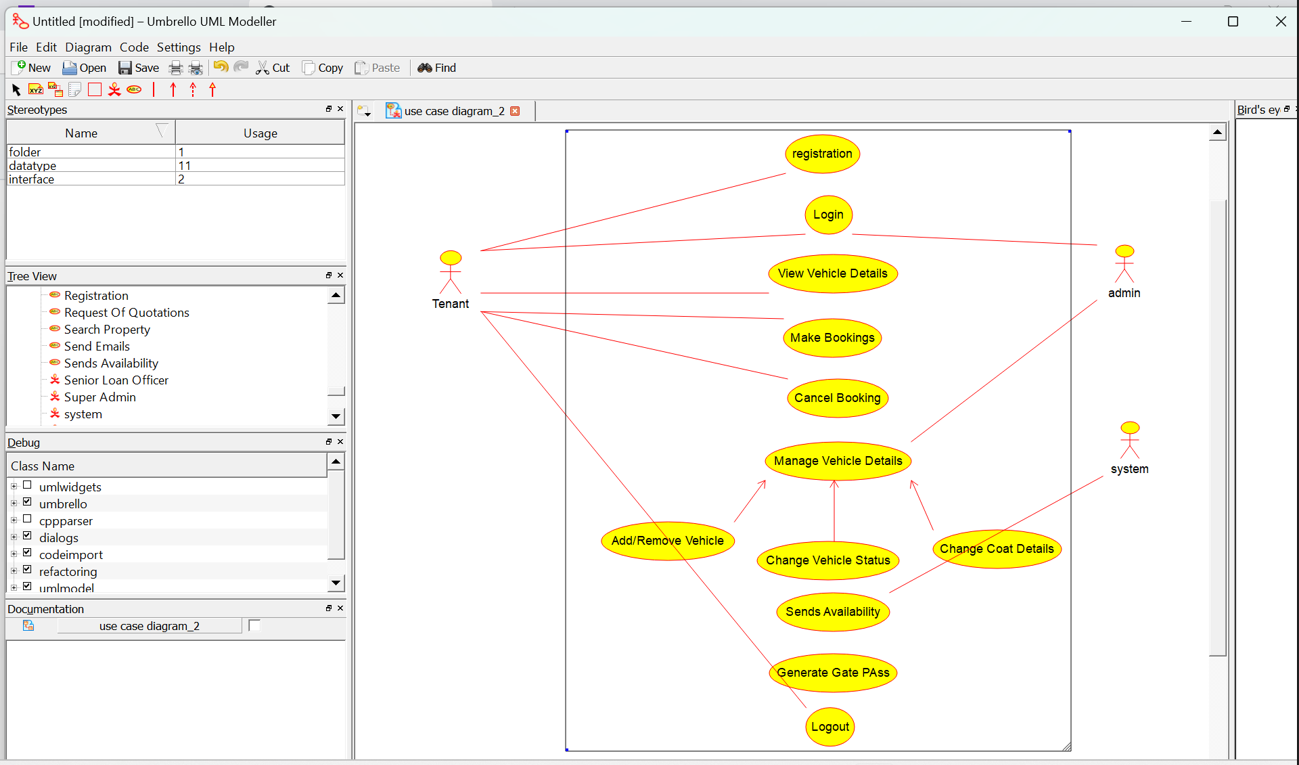 Untitled [modified] – Umbrello UML Modeller
File Edit Diagram Code Settings Help
New Open Save Cut Copy Paste Find
Stereotypes
Name Usage
folder 1
datatype 11
interface 2
Tree View
Registration
Request Of Quotations
Search Property
Send Emails
Sends Availability
Senior Loan Officer
Super Admin
system
Debug
Class Name
umlwidgets
umbrello
cppparser
dialogs
codeimport
refactoring
umlmodel
Documentation
use case diagram_2
use case diagram_2
Bird's ey
registration
Login
View Vehicle Details
Tenant
admin
Make Bookings
Cancel Booking
Manage Vehicle Details
system
Add/Remove Vehicle
Change Vehicle Status
Change Coat Details
Sends Availability
Generate Gate PAss
Logout